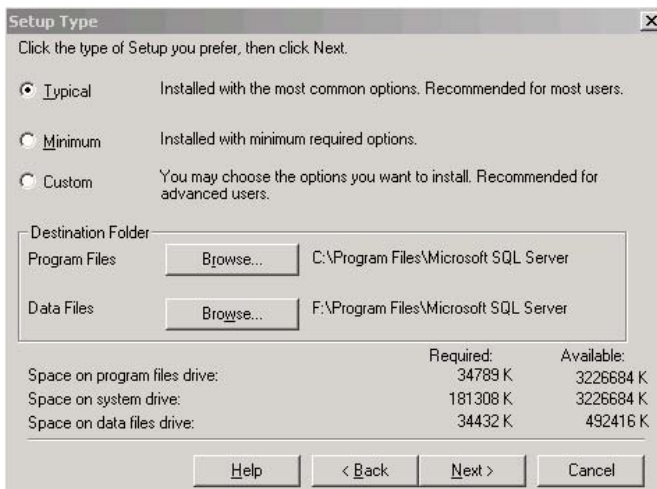 Setup Type
Click the type of Setup you prefer, then click Next.
Typical Installed with the most common options. Recommended for most users.
Minimum Installed with minimum required options.
Custom You may choose the options you want to install. Recommended for
advanced users.
Destination Folder
Program Files Browse... C:\Program Files\Microsoft SQL Server
Data Files Browse... F:\Program Files\Microsoft SQL Server
Required: Available:
Space on program files drive: 34789 K 3226684 K
Space on system drive: 181308 K 3226684 K
Space on data files drive: 34432 K 492416 K
Help < Back Next > Cancel